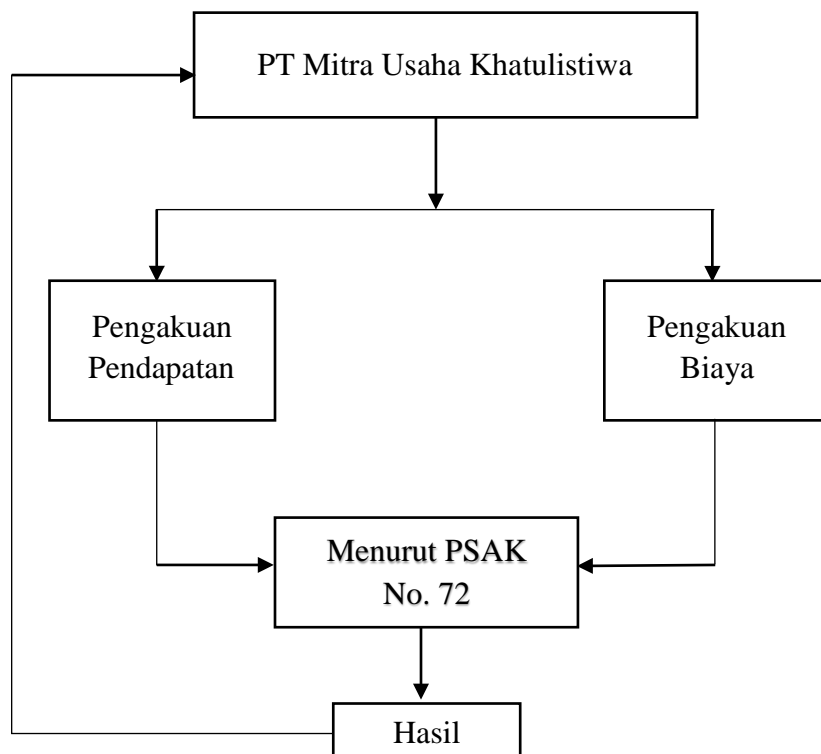 PT Mitra Usaha Khatulistiwa
Pengakuan
Pendapatan
Pengakuan
Biaya
Menurut PSAK
No. 72
Hasil